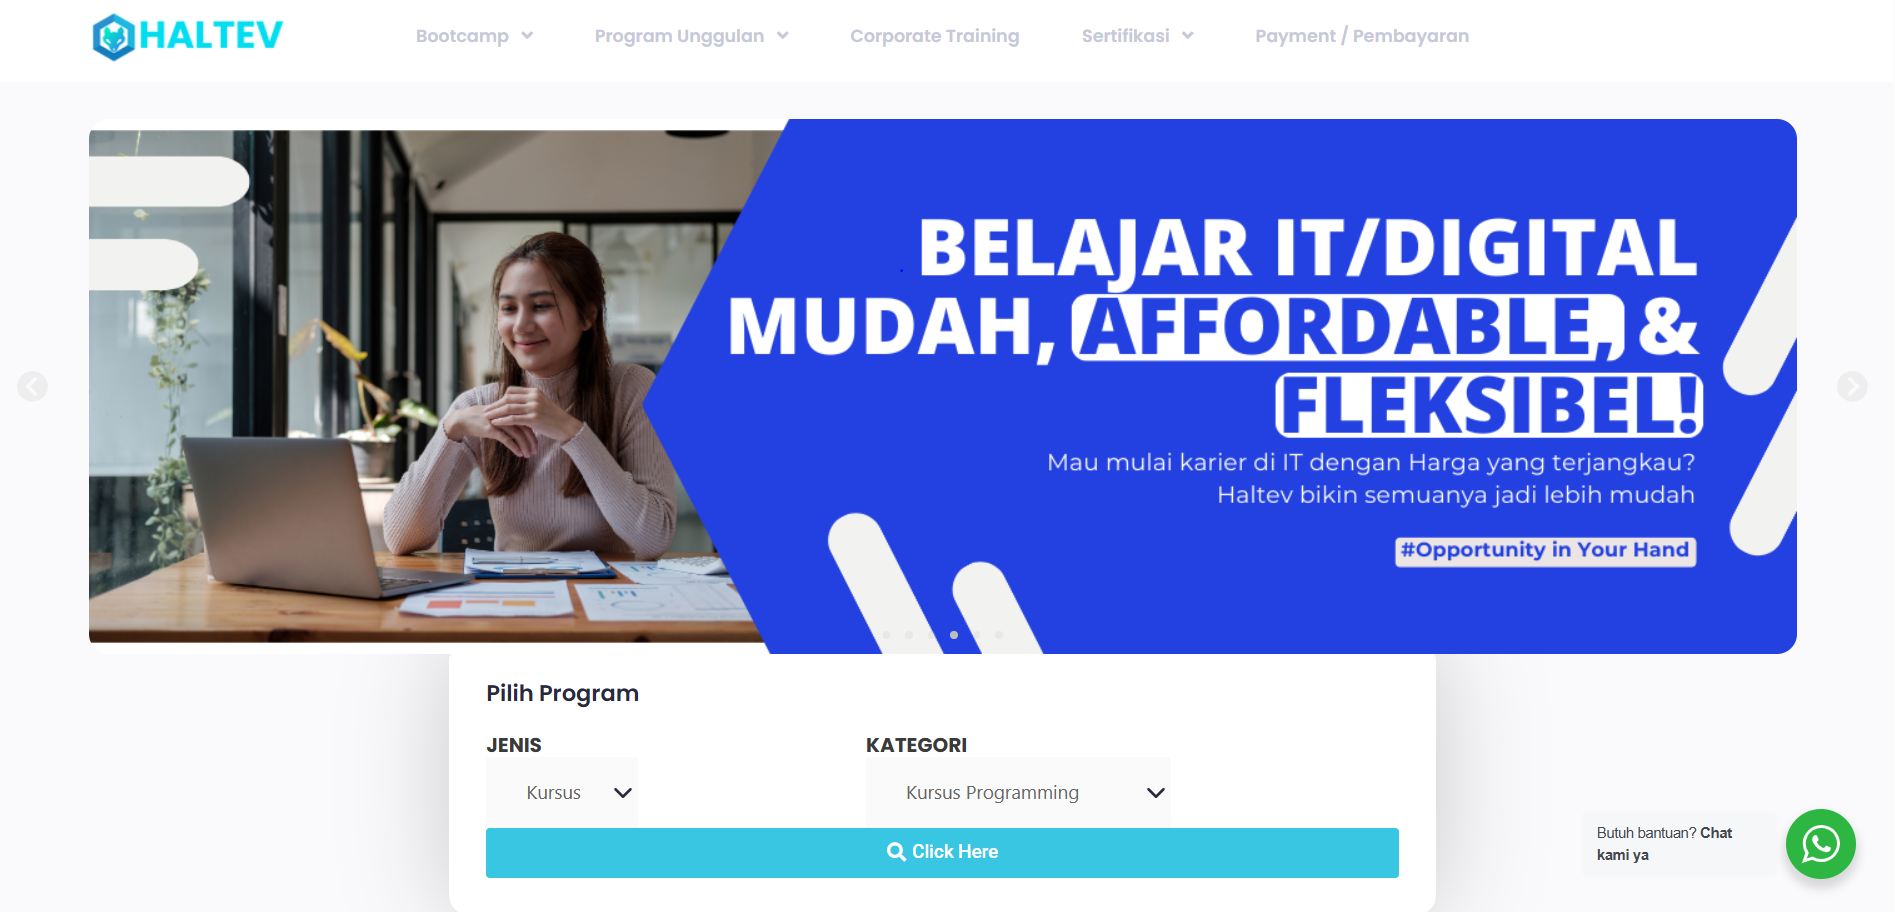 HALTEV
Bootcamp
Program Unggulan
Corporate Training
Sertifikasi
Payment / Pembayaran
BELAJAR IT/DIGITAL
MUDAH, AFFORDABLE, &
FLEKSIBEL!
Mau mulai karier di IT dengan Harga yang terjangkau?
Haltev bikin semuanya jadi lebih mudah
#Opportunity in Your Hand
Pilih Program
JENIS
Kursus
KATEGORI
Kursus Programming
Click Here
Butuh bantuan? Chat
kami ya